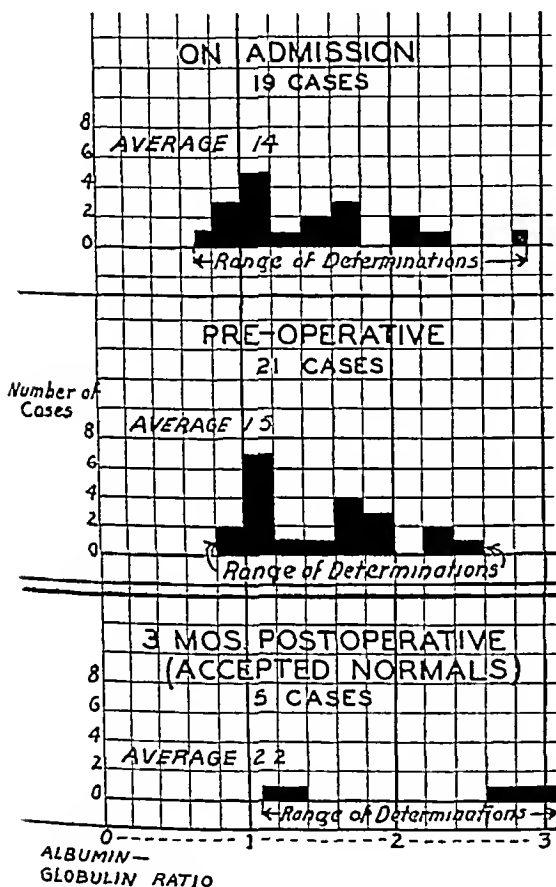 ON ADMISSION
19 CASES
8
6
4
2
0
AVERAGE 14
←Range of Determinations→
PRE-OPERATIVE
21 CASES
Number of
Cases
8
6
4
2
0
AVERAGE 15
Range of Determinations
3 MOS. POSTOPERATIVE
(ACCEPTED NORMALS)
5 CASES
8
6
4
2
0
AVERAGE 22
←Range of Determinations→
0 1 2 3
ALBUMIN—
GLOBULIN RATIO